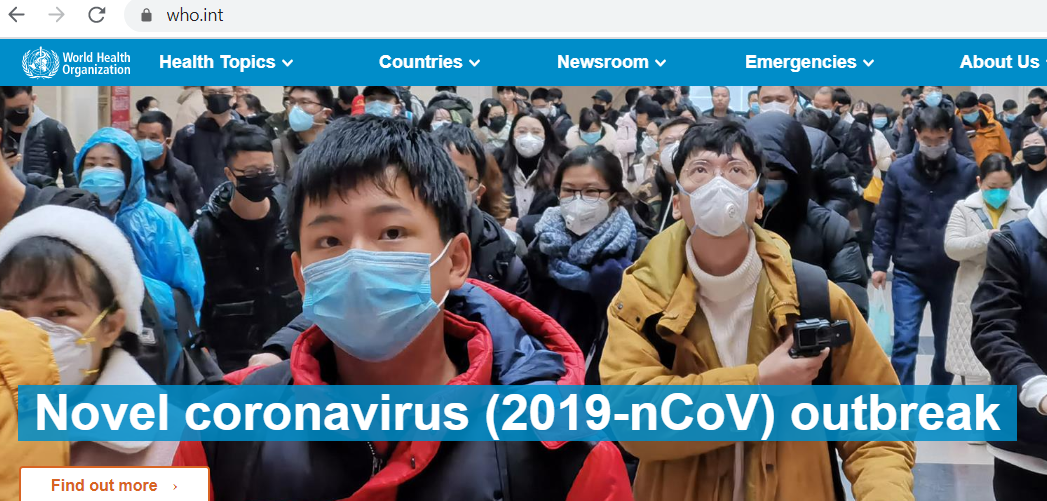 who.int
World Health
Organization
Health Topics
Countries
Newsroom
Emergencies
About Us
Novel coronavirus (2019-nCoV) outbreak
Find out more